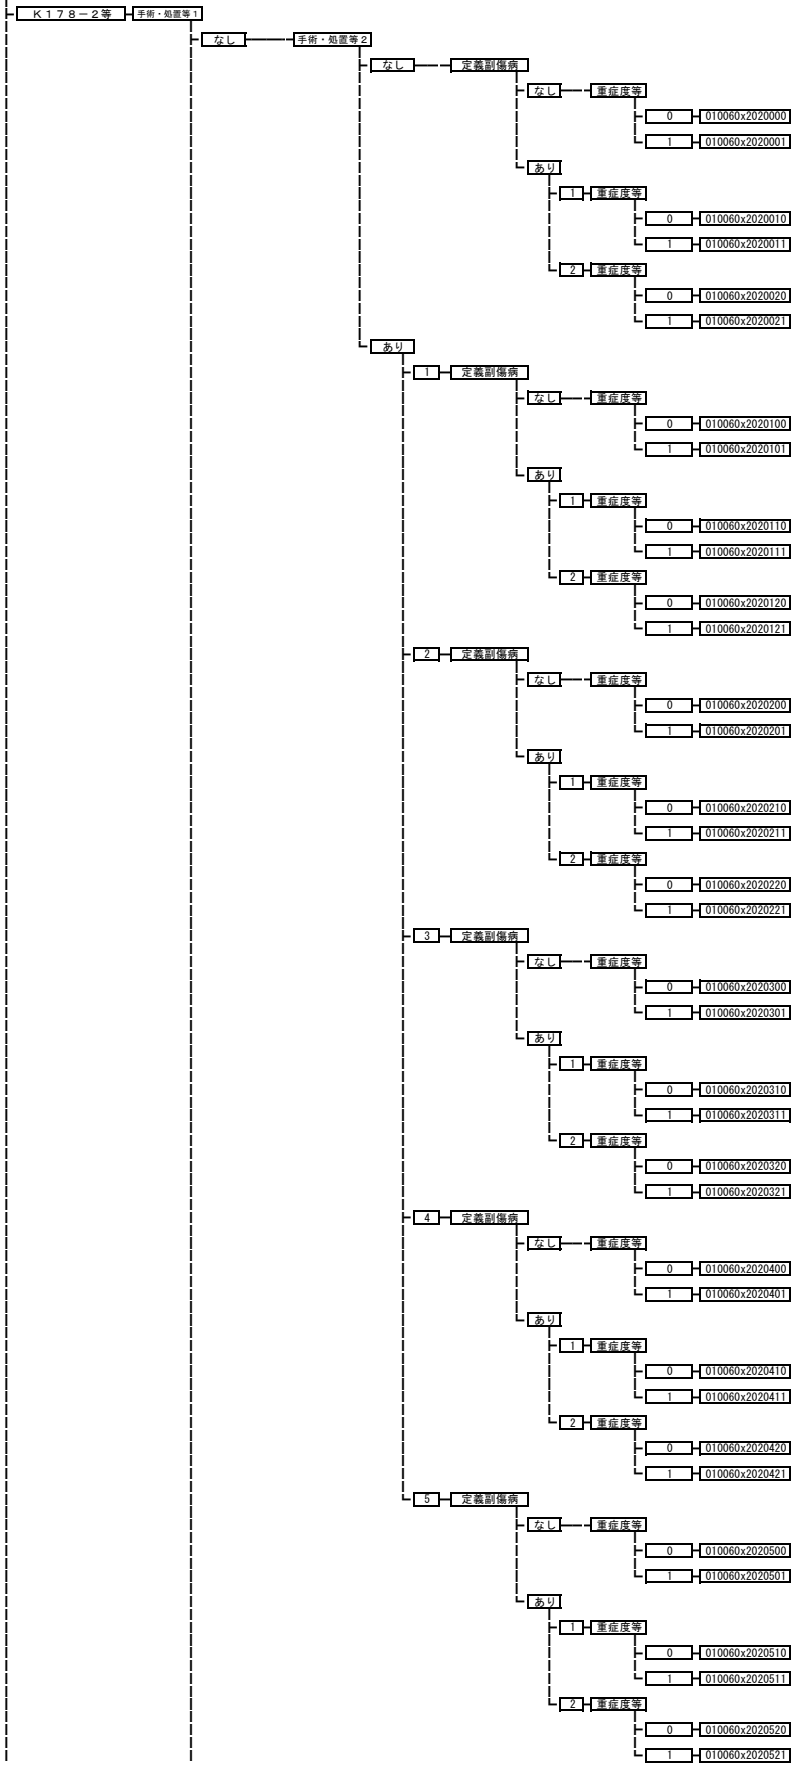 Ｋ１７８－２等 手術・処置等１
なし 手術・処置等２
なし 定義副傷病
なし 重症度等
0 010060x2020000
1 010060x2020001
あり
1 重症度等
0 010060x2020010
1 010060x2020011
2 重症度等
0 010060x2020020
1 010060x2020021
あり
1 定義副傷病
なし 重症度等
0 010060x2020100
1 010060x2020101
あり
1 重症度等
0 010060x2020110
1 010060x2020111
2 重症度等
0 010060x2020120
1 010060x2020121
2 定義副傷病
なし 重症度等
0 010060x2020200
1 010060x2020201
あり
1 重症度等
0 010060x2020210
1 010060x2020211
2 重症度等
0 010060x2020220
1 010060x2020221
3 定義副傷病
なし 重症度等
0 010060x2020300
1 010060x2020301
あり
1 重症度等
0 010060x2020310
1 010060x2020311
2 重症度等
0 010060x2020320
1 010060x2020321
4 定義副傷病
なし 重症度等
0 010060x2020400
1 010060x2020401
あり
1 重症度等
0 010060x2020410
1 010060x2020411
2 重症度等
0 010060x2020420
1 010060x2020421
5 定義副傷病
なし 重症度等
0 010060x2020500
1 010060x2020501
あり
1 重症度等
0 010060x2020510
1 010060x2020511
2 重症度等
0 010060x2020520
1 010060x2020521